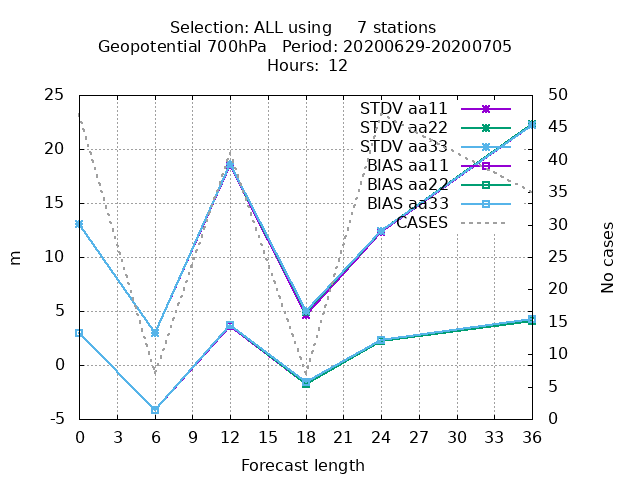 Selection: ALL using     7 stations
Geopotential 700hPa   Period: 20200629-20200705
Hours:  12
25
20
15
10
5
0
-5
m
STDV aa11
STDV aa22
STDV aa33
BIAS aa11
BIAS aa22
BIAS aa33
CASES
50
45
40
35
30
25
20
15
10
5
0
No cases
0 3 6 9 12 15 18 21 24 27 30 33 36
Forecast length